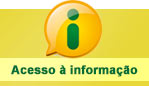 Acesso à informação